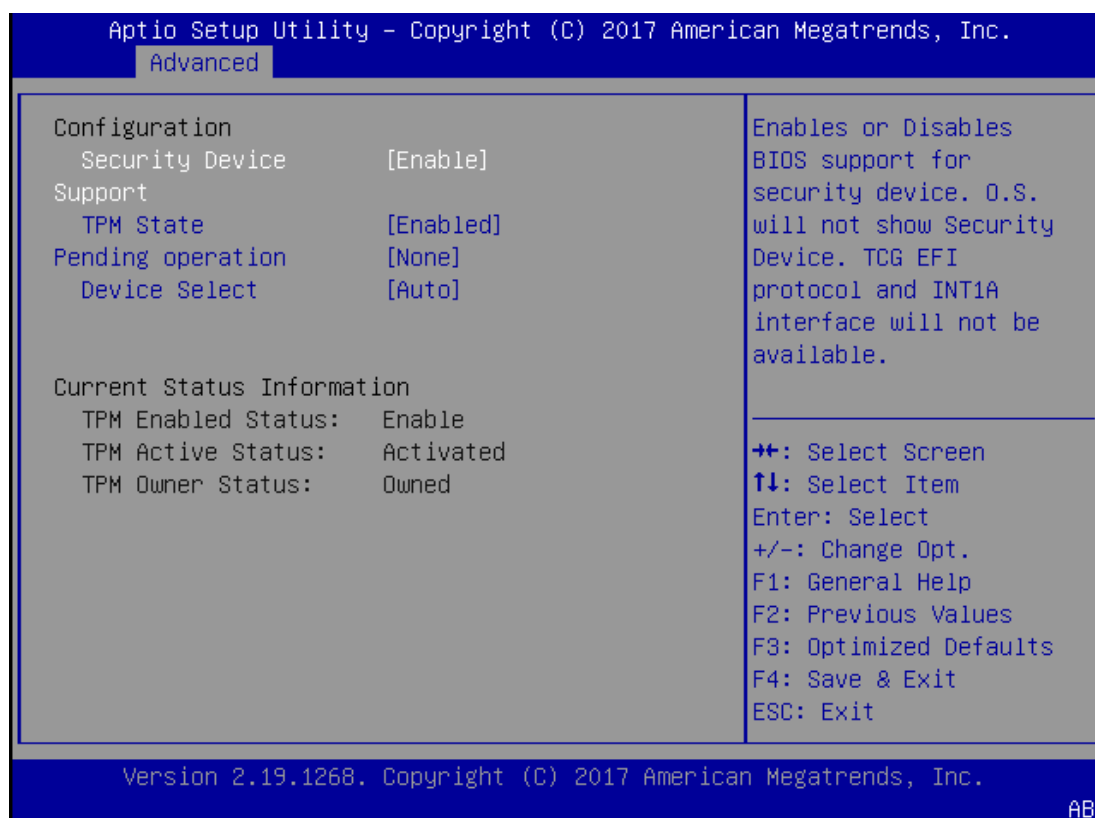 Aptio Setup Utility – Copyright (C) 2017 American Megatrends, Inc.
Advanced
Configuration
Security Device [Enable]
Support
TPM State [Enabled]
Pending operation [None]
Device Select [Auto]
Current Status Information
TPM Enabled Status: Enable
TPM Active Status: Activated
TPM Owner Status: Owned
Enables or Disables
BIOS support for
security device. O.S.
will not show Security
Device. TCG EFI
protocol and INT1A
interface will not be
available.
→←: Select Screen
↑↓: Select Item
Enter: Select
+/-: Change Opt.
F1: General Help
F2: Previous Values
F3: Optimized Defaults
F4: Save & Exit
ESC: Exit
Version 2.19.1268. Copyright (C) 2017 American Megatrends, Inc.
AB